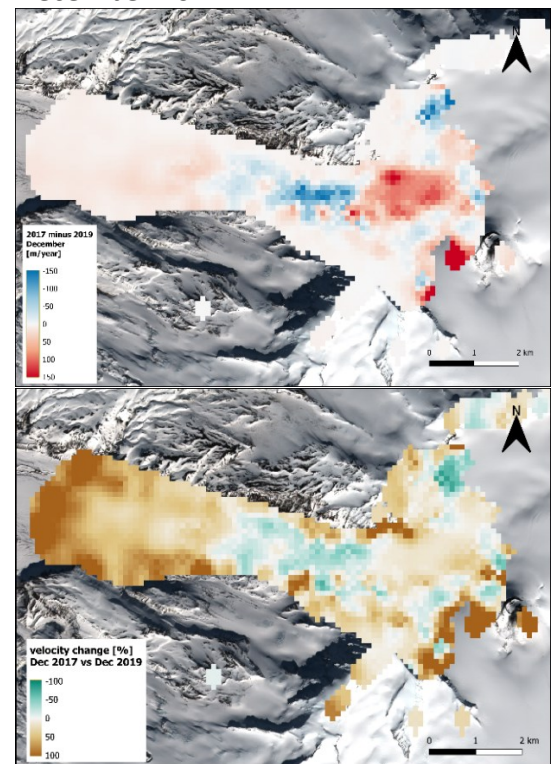 N
2017 minus 2019
December
[m/year]
-150
-100
-50
0
50
100
150
0 1 2 km
N
velocity change [%]
Dec 2017 vs Dec 2019
-100
-50
0
50
100
0 1 2 km